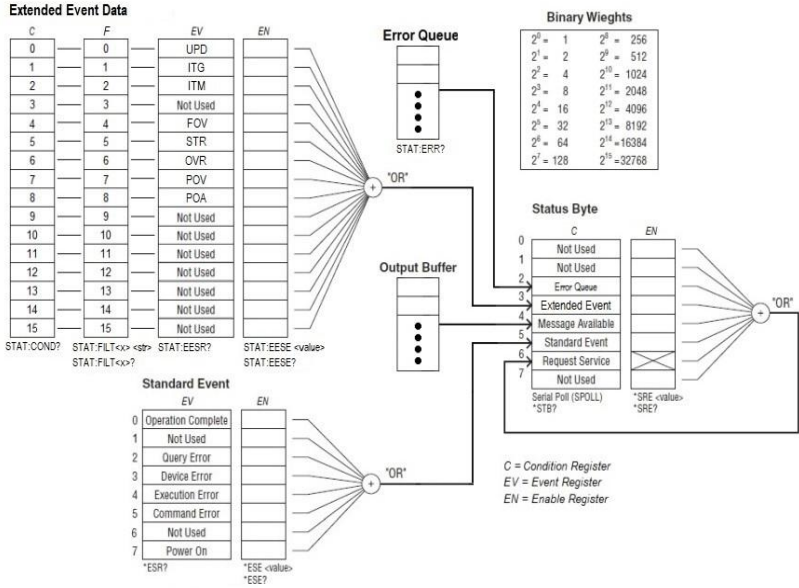 Extended Event Data
C F EV EN
0 0 UPD
1 1 ITG
2 2 ITM
3 3 Not Used
4 4 FOV
5 5 STR
6 6 OVR
7 7 POV
8 8 POA
9 9 Not Used
10 10 Not Used
11 11 Not Used
12 12 Not Used
13 13 Not Used
14 14 Not Used
15 15 Not Used
STAT:COND? STAT:FILT<x> <str> STAT:EESR? STAT:EESE <value>
STAT:FILT<x>? STAT:EESE?
+ "OR"
Error Queue
STAT:ERR?
Output Buffer
Binary Wieghts
2⁰ = 1 2⁸ = 256
2¹ = 2 2⁹ = 512
2² = 4 2¹⁰ = 1024
2³ = 8 2¹¹ = 2048
2⁴ = 16 2¹² = 4096
2⁵ = 32 2¹³ = 8192
2⁶ = 64 2¹⁴ =16384
2⁷ = 128 2¹⁵ =32768
Status Byte
C EN
0 Not Used
1 Not Used
2 Error Queue
3 Extended Event
4 Message Available
5 Standard Event
6 Request Service
7 Not Used
Serial Poll (SPOLL) *SRE <value>
*STB? *SRE?
+ "OR"
Standard Event
EV EN
0 Operation Complete
1 Not Used
2 Query Error
3 Device Error
4 Execution Error
5 Command Error
6 Not Used
7 Power On
*ESR? *ESE <value>
*ESE?
+ "OR"
C = Condition Register
EV = Event Register
EN = Enable Register